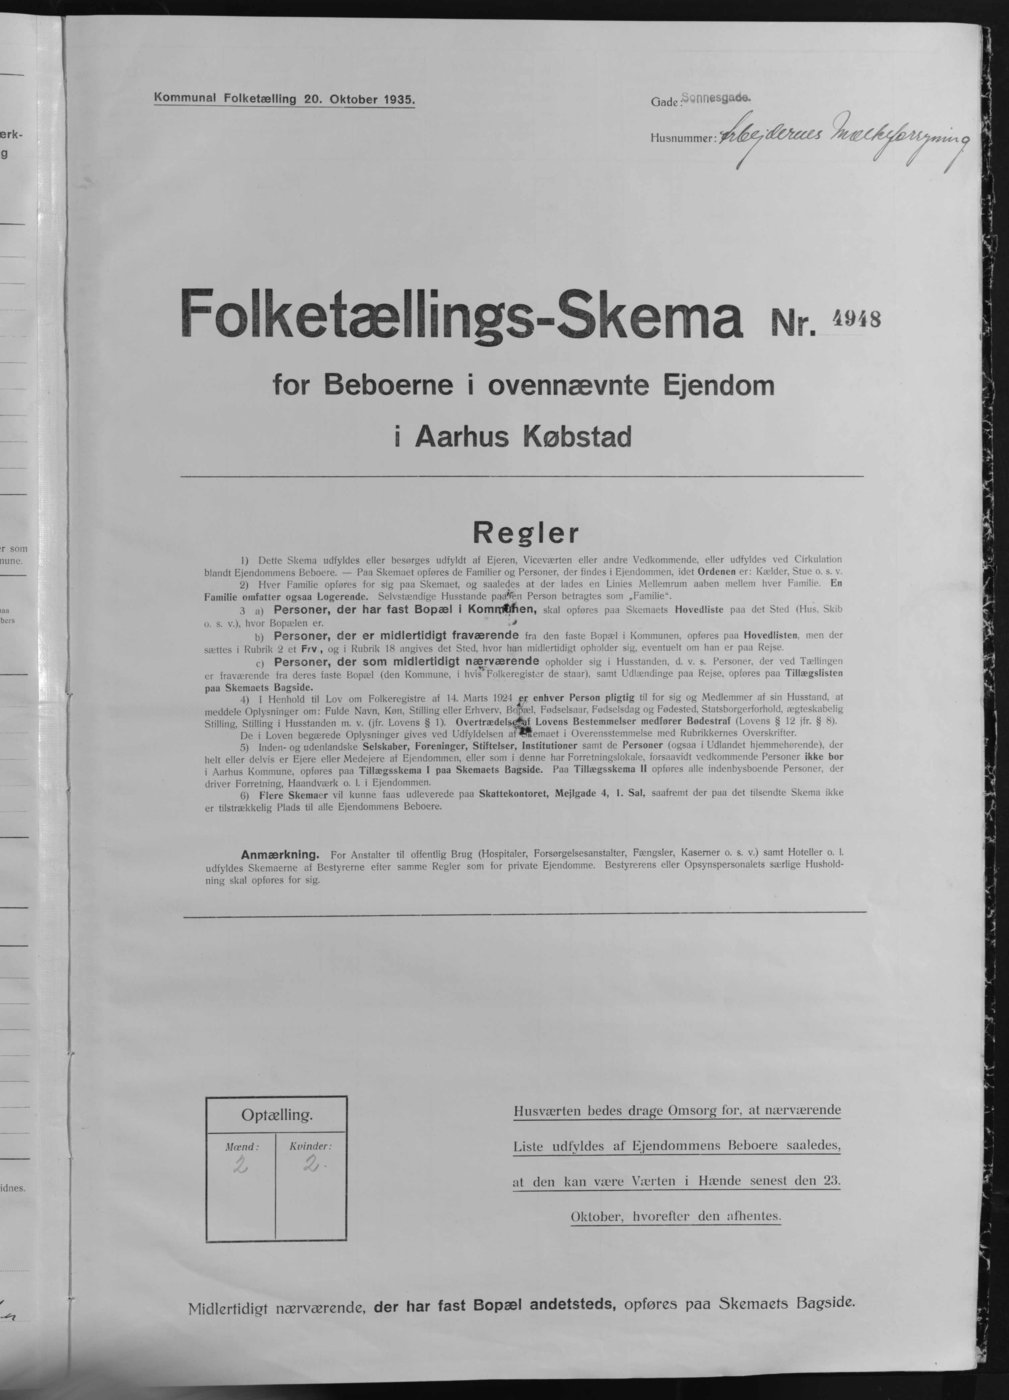 Kommunal Folketælling 20. Oktober 1935.
Gade: Sonnesgade.
Husnummer: Arbejdernes Mælkeforsyning
Folketællings-Skema Nr. 4948
for Beboerne i ovennævnte Ejendom
i Aarhus Købstad
Regler
1) Dette Skema udfyldes eller besørges udfyldt af Ejeren, Viceværten eller andre Vedkommende, eller udfyldes ved Cirkulation
blandt Ejendommens Beboere. — Paa Skemaet opføres de Familier og Personer, der findes i Ejendommen, idet Ordenen er: Kælder, Stue o. s. v.
2) Hver Familie opføres for sig paa Skemaet, og saaledes at der lades en Linies Mellemrum aaben mellem hver Familie. En
Familie omfatter ogsaa Logerende. Selvstændige Husstande paa en Person betragtes som „Familie".
3 a) Personer, der har fast Bopæl i Kommunen, skal opføres paa Skemaets Hovedliste paa det Sted (Hus, Skib
o. s. v.), hvor Bopælen er.
b) Personer, der er midlertidigt fraværende fra den faste Bopæl i Kommunen, opføres paa Hovedlisten, men der
sættes i Rubrik 2 et Frv., og i Rubrik 18 angives det Sted, hvor han midlertidigt opholder sig, eventuelt om han er paa Rejse.
c) Personer, der som midlertidigt nærværende opholder sig i Husstanden, d. v. s. Personer, der ved Tællingen
er fraværende fra deres faste Bopæl (den Kommune, i hvis Folkeregister de staar), samt Udlændinge paa Rejse, opføres paa Tillægslisten
paa Skemaets Bagside.
4) I Henhold til Lov om Folkeregistre af 14. Marts 1924 er enhver Person pligtig til for sig og Medlemmer af sin Husstand, at
meddele Oplysninger om: Fulde Navn, Køn, Stilling eller Erhverv, Bopæl, Fødselsaar, Fødselsdag og Fødested, Statsborgerforhold, ægteskabelig
Stilling, Stilling i Husstanden m. v. (jfr. Lovens § 1). Overtrædelse af Lovens Bestemmelser medfører Bødestraf (Lovens § 12 jfr. § 8).
De i Loven begærede Oplysninger gives ved Udfyldelsen af Skemaet i Overensstemmelse med Rubrikkernes Overskrifter.
5) Inden- og udenlandske Selskaber, Foreninger, Stiftelser, Institutioner samt de Personer (ogsaa i Udlandet hjemmehørende), der
helt eller delvis er Ejere eller Medejere af Ejendommen, eller som i denne har Forretningslokale, forsaavidt vedkommende Personer ikke bor
i Aarhus Kommune, opføres paa Tillægsskema I paa Skemaets Bagside. Paa Tillægsskema II opføres alle indenbysboende Personer, der
driver Forretning, Haandværk o. l. i Ejendommen.
6) Flere Skemaer vil kunne faas udleverede paa Skattekontoret, Mejlgade 4, 1. Sal, saafremt der paa det tilsendte Skema ikke
er tilstrækkelig Plads til alle Ejendommens Beboere.
Anmærkning. For Anstalter til offentlig Brug (Hospitaler, Forsørgelsesanstalter, Fængsler, Kaserner o. s. v.) samt Hoteller o. l.
udfyldes Skemaerne af Bestyrerne efter samme Regler som for private Ejendomme. Bestyrerens eller Opsynspersonalets særlige Hushold-
ning skal opføres for sig.
Optælling.
Mænd: Kvinder:
2 2.
Husværten bedes drage Omsorg for, at nærværende
Liste udfyldes af Ejendommens Beboere saaledes,
at den kan være Værten i Hænde senest den 23.
Oktober, hvorefter den afhentes.
Midlertidigt nærværende, der har fast Bopæl andetsteds, opføres paa Skemaets Bagside.